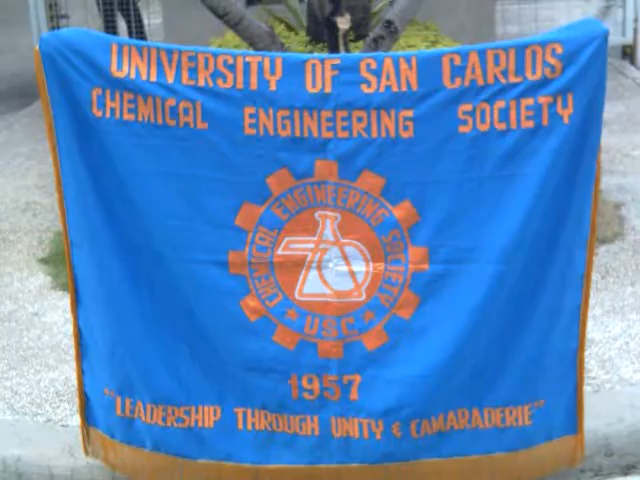 UNIVERSITY OF SAN CARLOS
CHEMICAL ENGINEERING SOCIETY
CHEMICAL ENGINEERING SOCIETY
★ USC ★
1957
"LEADERSHIP THROUGH UNITY & CAMARADERIE"